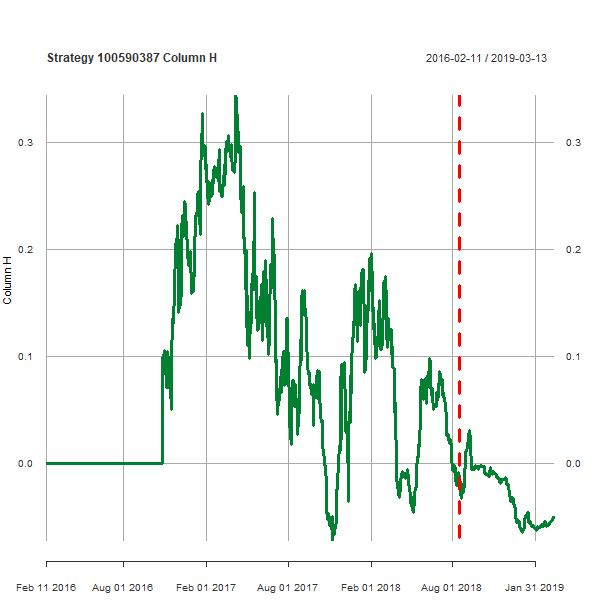 Strategy 100590387 Column H
2016-02-11 / 2019-03-13
0.3
0.3
0.2
0.2
Column H
0.1
0.1
0.0
0.0
Feb 11 2016
Aug 01 2016
Feb 01 2017
Aug 01 2017
Feb 01 2018
Aug 01 2018
Jan 31 2019